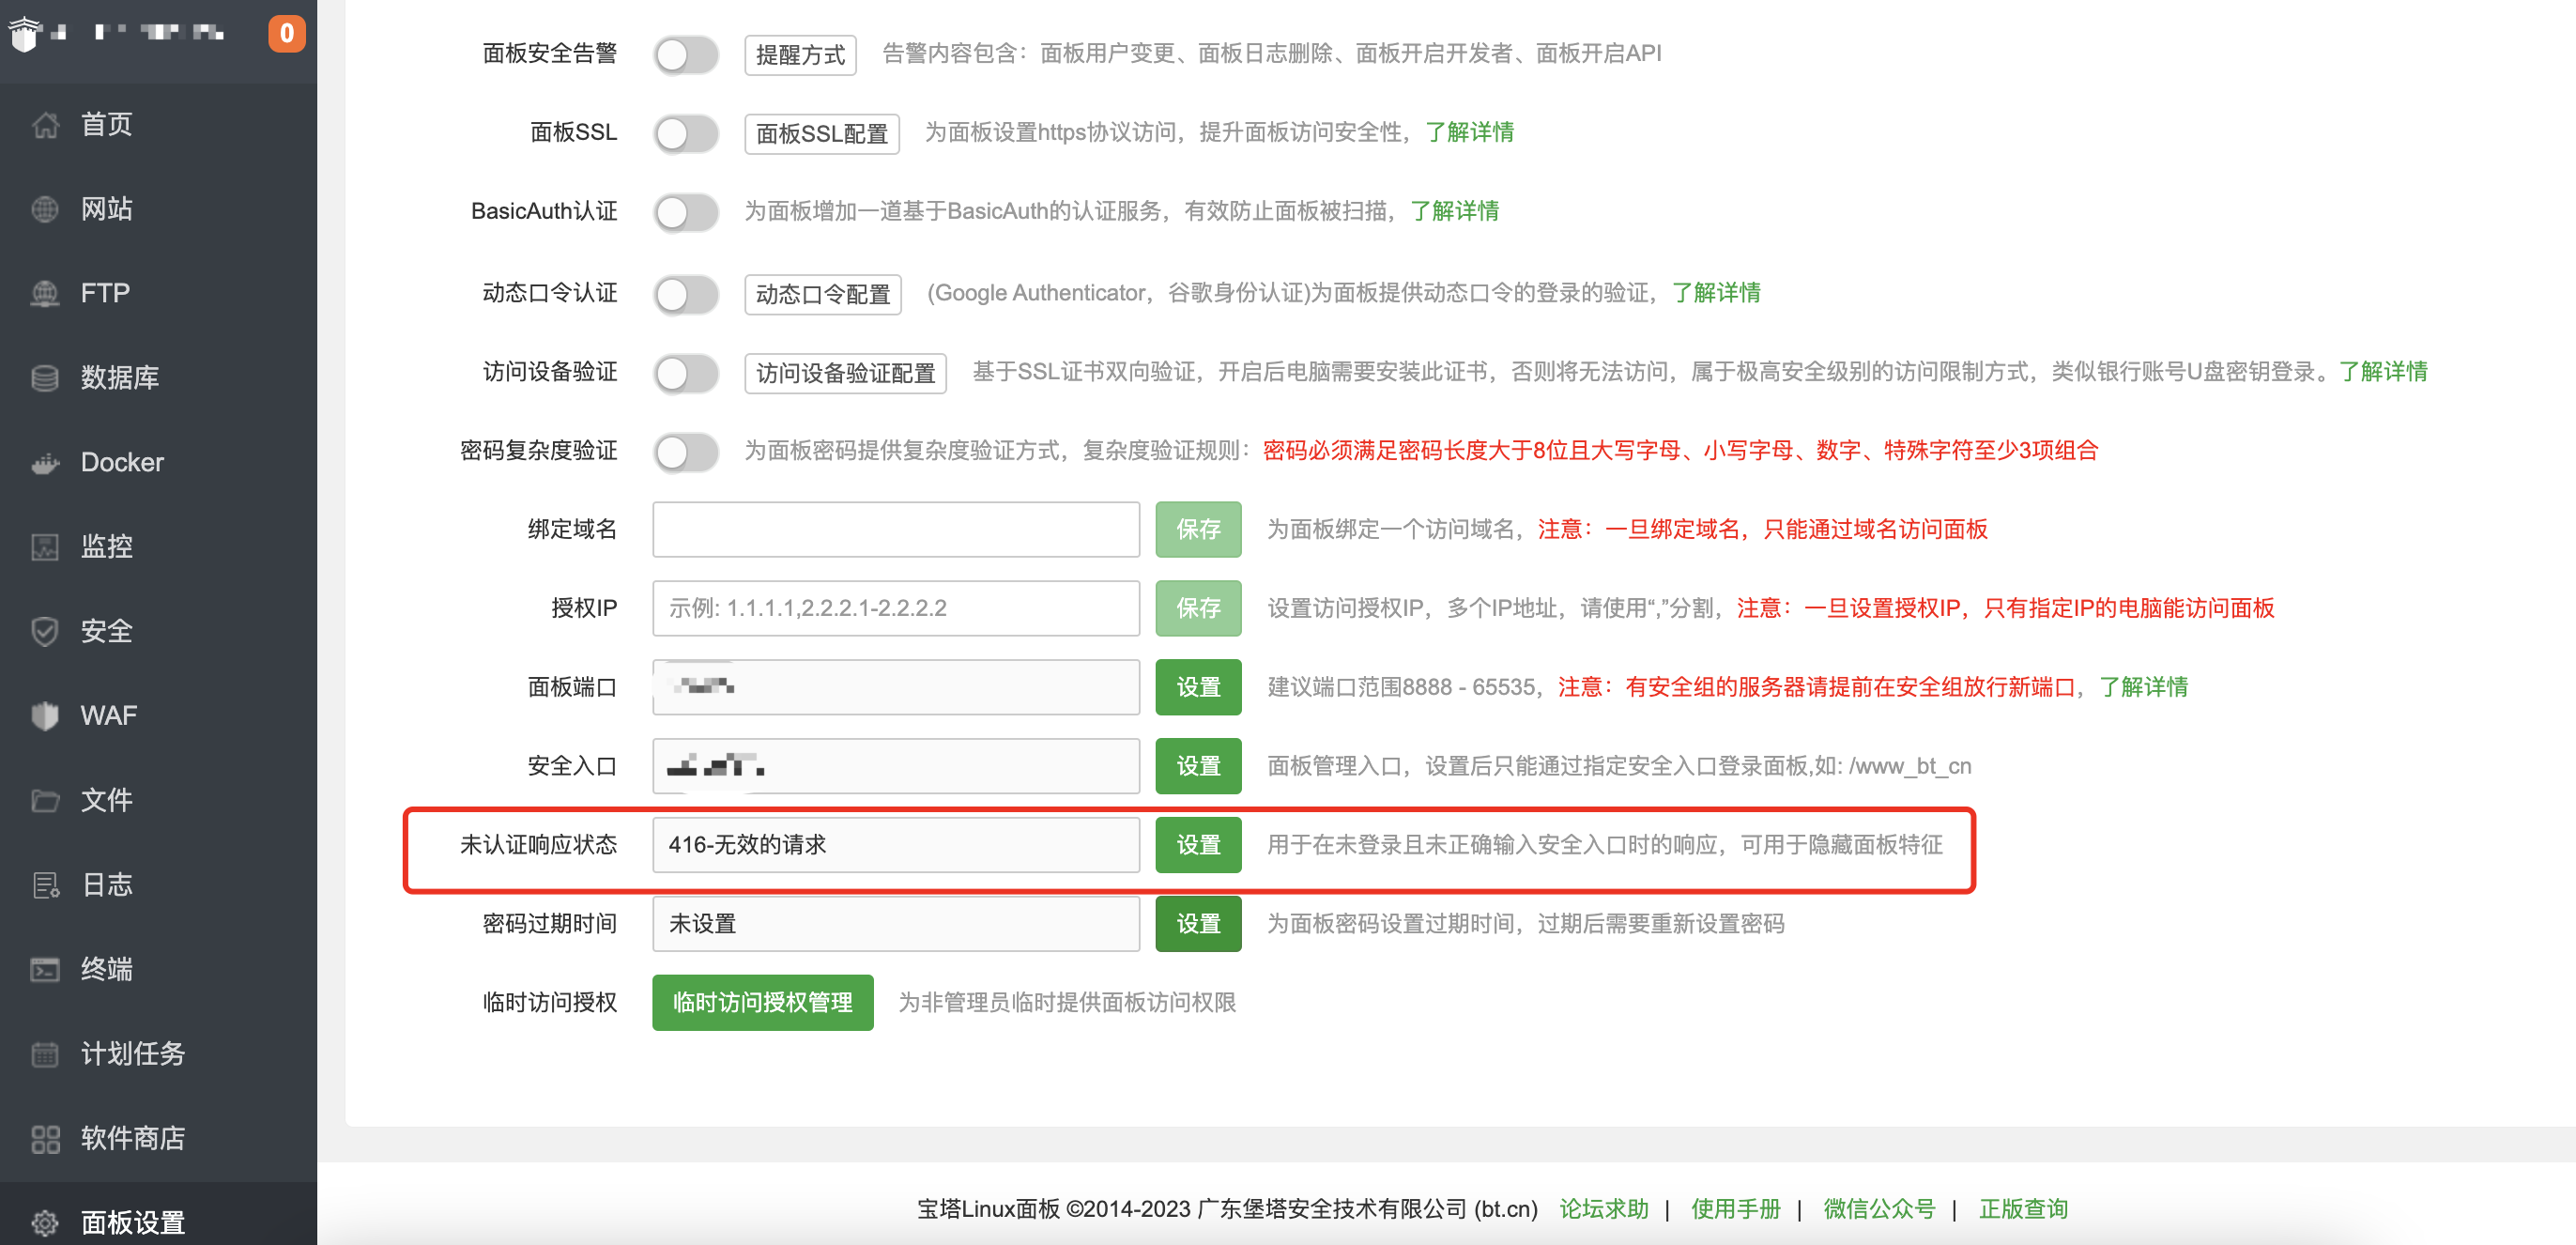 0
首页
网站
FTP
数据库
Docker
监控
安全
WAF
文件
日志
终端
计划任务
软件商店
面板设置
面板安全告警 提醒方式 告警内容包含：面板用户变更、面板日志删除、面板开启开发者、面板开启API
面板SSL 面板SSL配置 为面板设置https协议访问，提升面板访问安全性，了解详情
BasicAuth认证 为面板增加一道基于BasicAuth的认证服务，有效防止面板被扫描，了解详情
动态口令认证 动态口令配置 (Google Authenticator，谷歌身份认证)为面板提供动态口令的登录的验证，了解详情
访问设备验证 访问设备验证配置 基于SSL证书双向验证，开启后电脑需要安装此证书，否则将无法访问，属于极高安全级别的访问限制方式，类似银行账号U盘密钥登录。了解详情
密码复杂度验证 为面板密码提供复杂度验证方式，复杂度验证规则：密码必须满足密码长度大于8位且大写字母、小写字母、数字、特殊字符至少3项组合
绑定域名 保存 为面板绑定一个访问域名，注意：一旦绑定域名，只能通过域名访问面板
授权IP 示例: 1.1.1.1,2.2.2.1-2.2.2.2 保存 设置访问授权IP，多个IP地址，请使用“,”分割，注意：一旦设置授权IP，只有指定IP的电脑能访问面板
面板端口 设置 建议端口范围8888 - 65535，注意：有安全组的服务器请提前在安全组放行新端口，了解详情
安全入口 设置 面板管理入口，设置后只能通过指定安全入口登录面板,如: /www_bt_cn
未认证响应状态 416-无效的请求 设置 用于在未登录且未正确输入安全入口时的响应，可用于隐藏面板特征
密码过期时间 未设置 设置 为面板密码设置过期时间，过期后需要重新设置密码
临时访问授权 临时访问授权管理 为非管理员临时提供面板访问权限
宝塔Linux面板 ©2014-2023 广东堡塔安全技术有限公司 (bt.cn) 论坛求助 | 使用手册 | 微信公众号 | 正版查询